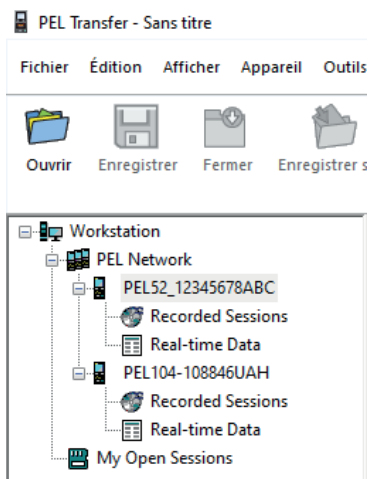 PEL Transfer - Sans titre
Fichier Édition Afficher Appareil Outils
Ouvrir Enregistrer Fermer Enregistrer s
Workstation
PEL Network
PEL52_12345678ABC
Recorded Sessions
Real-time Data
PEL104-108846UAH
Recorded Sessions
Real-time Data
My Open Sessions